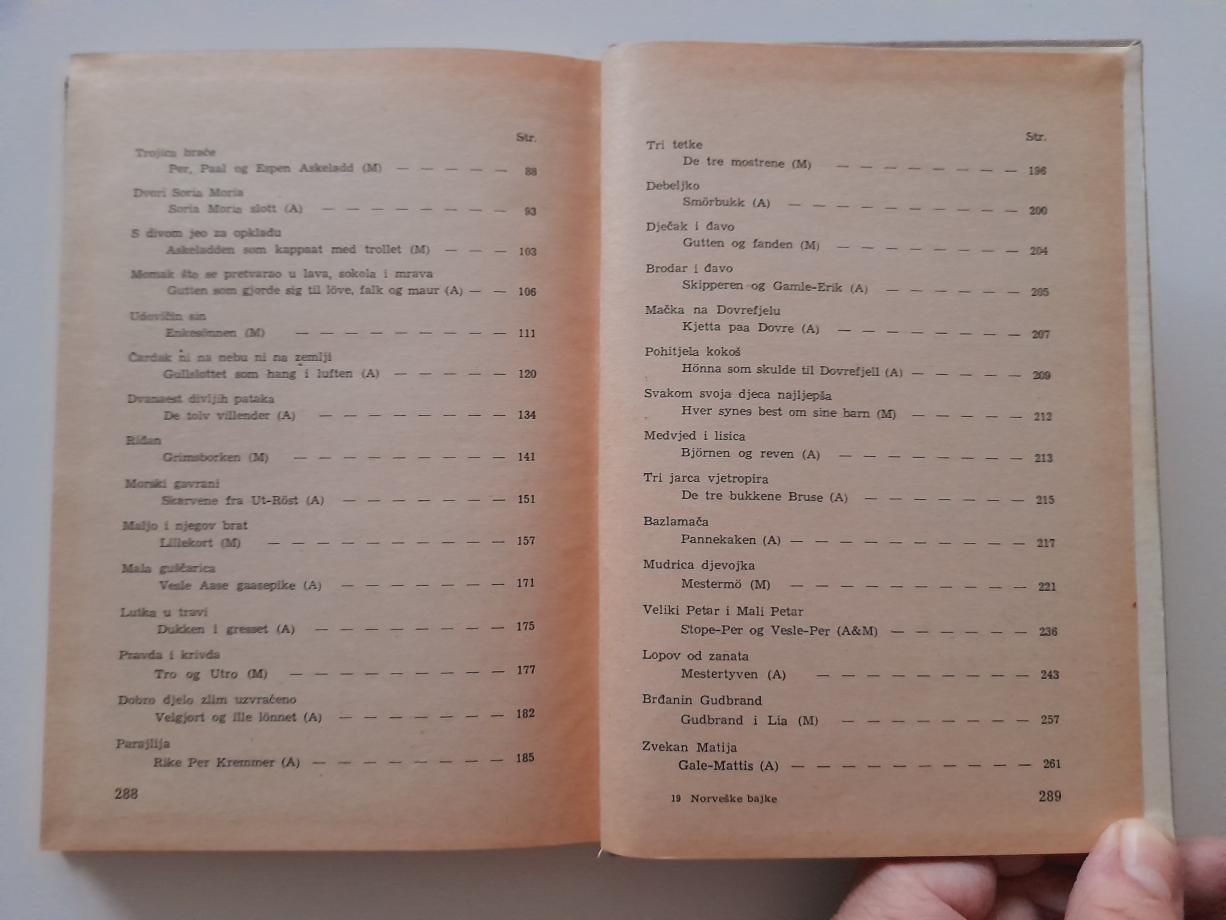 Str.
Trojica braće
Per, Paal og Espen Askeladd (M) — — — — — 88
Dvori Soria Moria
Soria Moria slott (A) — — — — — — — — 93
S divom jeo za opkladu
Askeladden som kappaat med trollet (M) — — — 103
Momak što se pretvarao u lava, sokola i mrava
Gutten som gjorde sig til löve, falk og maur (A) — — 106
Udovičin sin
Enkesönnen (M) — — — — — — — — 111
Čardak ni na nebu ni na zemlji
Gullslottet som hang i luften (A) — — — — — 120
Dvanaest divljih pataka
De tolv villender (A) — — — — — — — — 134
Riđan
Grimsborken (M) — — — — — — — — 141
Morski gavrani
Skarvene fra Ut-Röst (A) — — — — — — — 151
Maljo i njegov brat
Lillekort (M) — — — — — — — — — — 157
Mala guščarica
Vesle Aase gaasepike (A) — — — — — — — 171
Lutka u travi
Dukken i gresset (A) — — — — — — — — 175
Pravda i krivda
Tro og Utro (M) — — — — — — — — — 177
Dobro djelo zlim uzvraćeno
Velgjort og ille lönnet (A) — — — — — — — 182
Parajlija
Rike Per Kremmer (A) — — — — — — — — 185
288
Str.
Tri tetke
De tre mostrene (M) — — — — — — — — 196
Debeljko
Smörbukk (A) — — — — — — — — — 200
Dječak i đavo
Gutten og fanden (M) — — — — — — — — 204
Brodar i đavo
Skipperen og Gamle-Erik (A) — — — — — — 205
Mačka na Dovrefjelu
Kjetta paa Dovre (A) — — — — — — — — 207
Pohitjela kokoš
Hönna som skulde til Dovrefjell (A) — — — — — 209
Svakom svoja djeca najljepša
Hver synes best om sine barn (M) — — — — — 212
Medvjed i lisica
Björnen og reven (A) — — — — — — — — 213
Tri jarca vjetropira
De tre bukkene Bruse (A) — — — — — — — 215
Bazlamača
Pannekaken (A) — — — — — — — — — — 217
Mudrica djevojka
Mestermö (M) — — — — — — — — — — 221
Veliki Petar i Mali Petar
Stope-Per og Vesle-Per (A&M) — — — — — — 236
Lopov od zanata
Mestertyven (A) — — — — — — — — — 243
Brđanin Gudbrand
Gudbrand i Lia (M) — — — — — — — — 257
Zvekan Matija
Gale-Mattis (A) — — — — — — — — — — 261
19 Norveške bajke
289